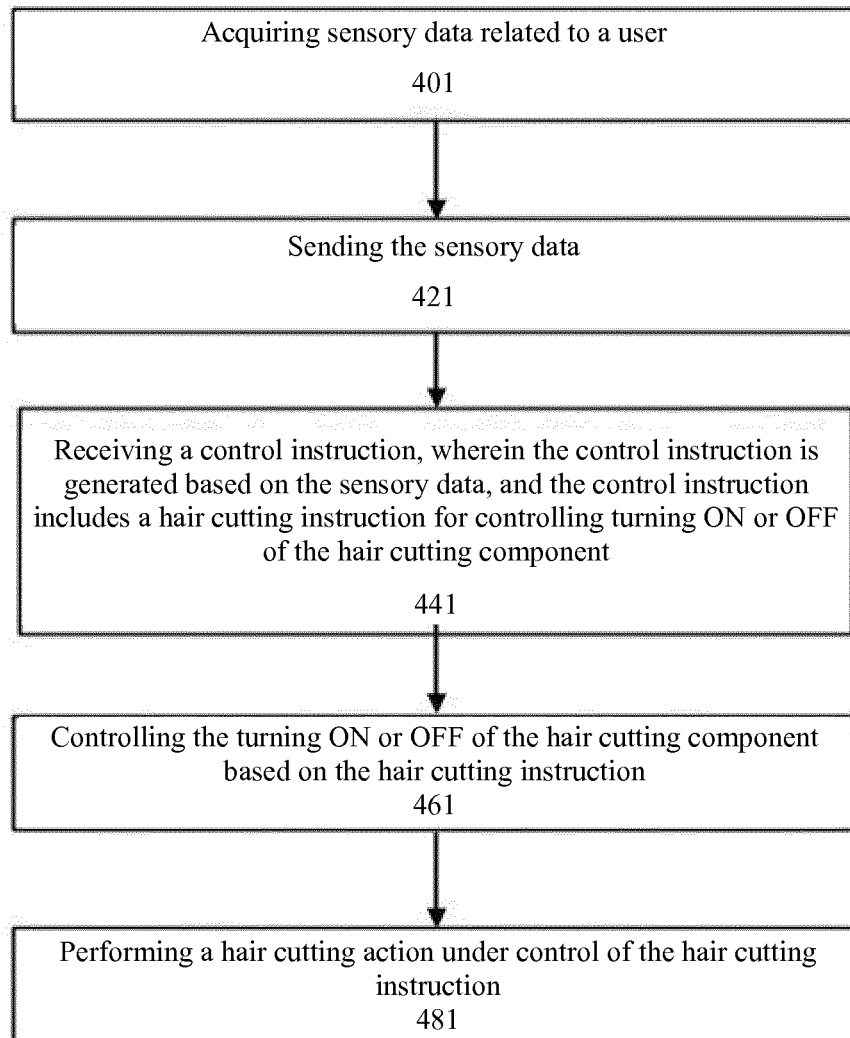 Acquiring sensory data related to a user
401
Sending the sensory data
421
Receiving a control instruction, wherein the control instruction is
generated based on the sensory data, and the control instruction
includes a hair cutting instruction for controlling turning ON or OFF
of the hair cutting component
441
Controlling the turning ON or OFF of the hair cutting component
based on the hair cutting instruction
461
Performing a hair cutting action under control of the hair cutting
instruction
481